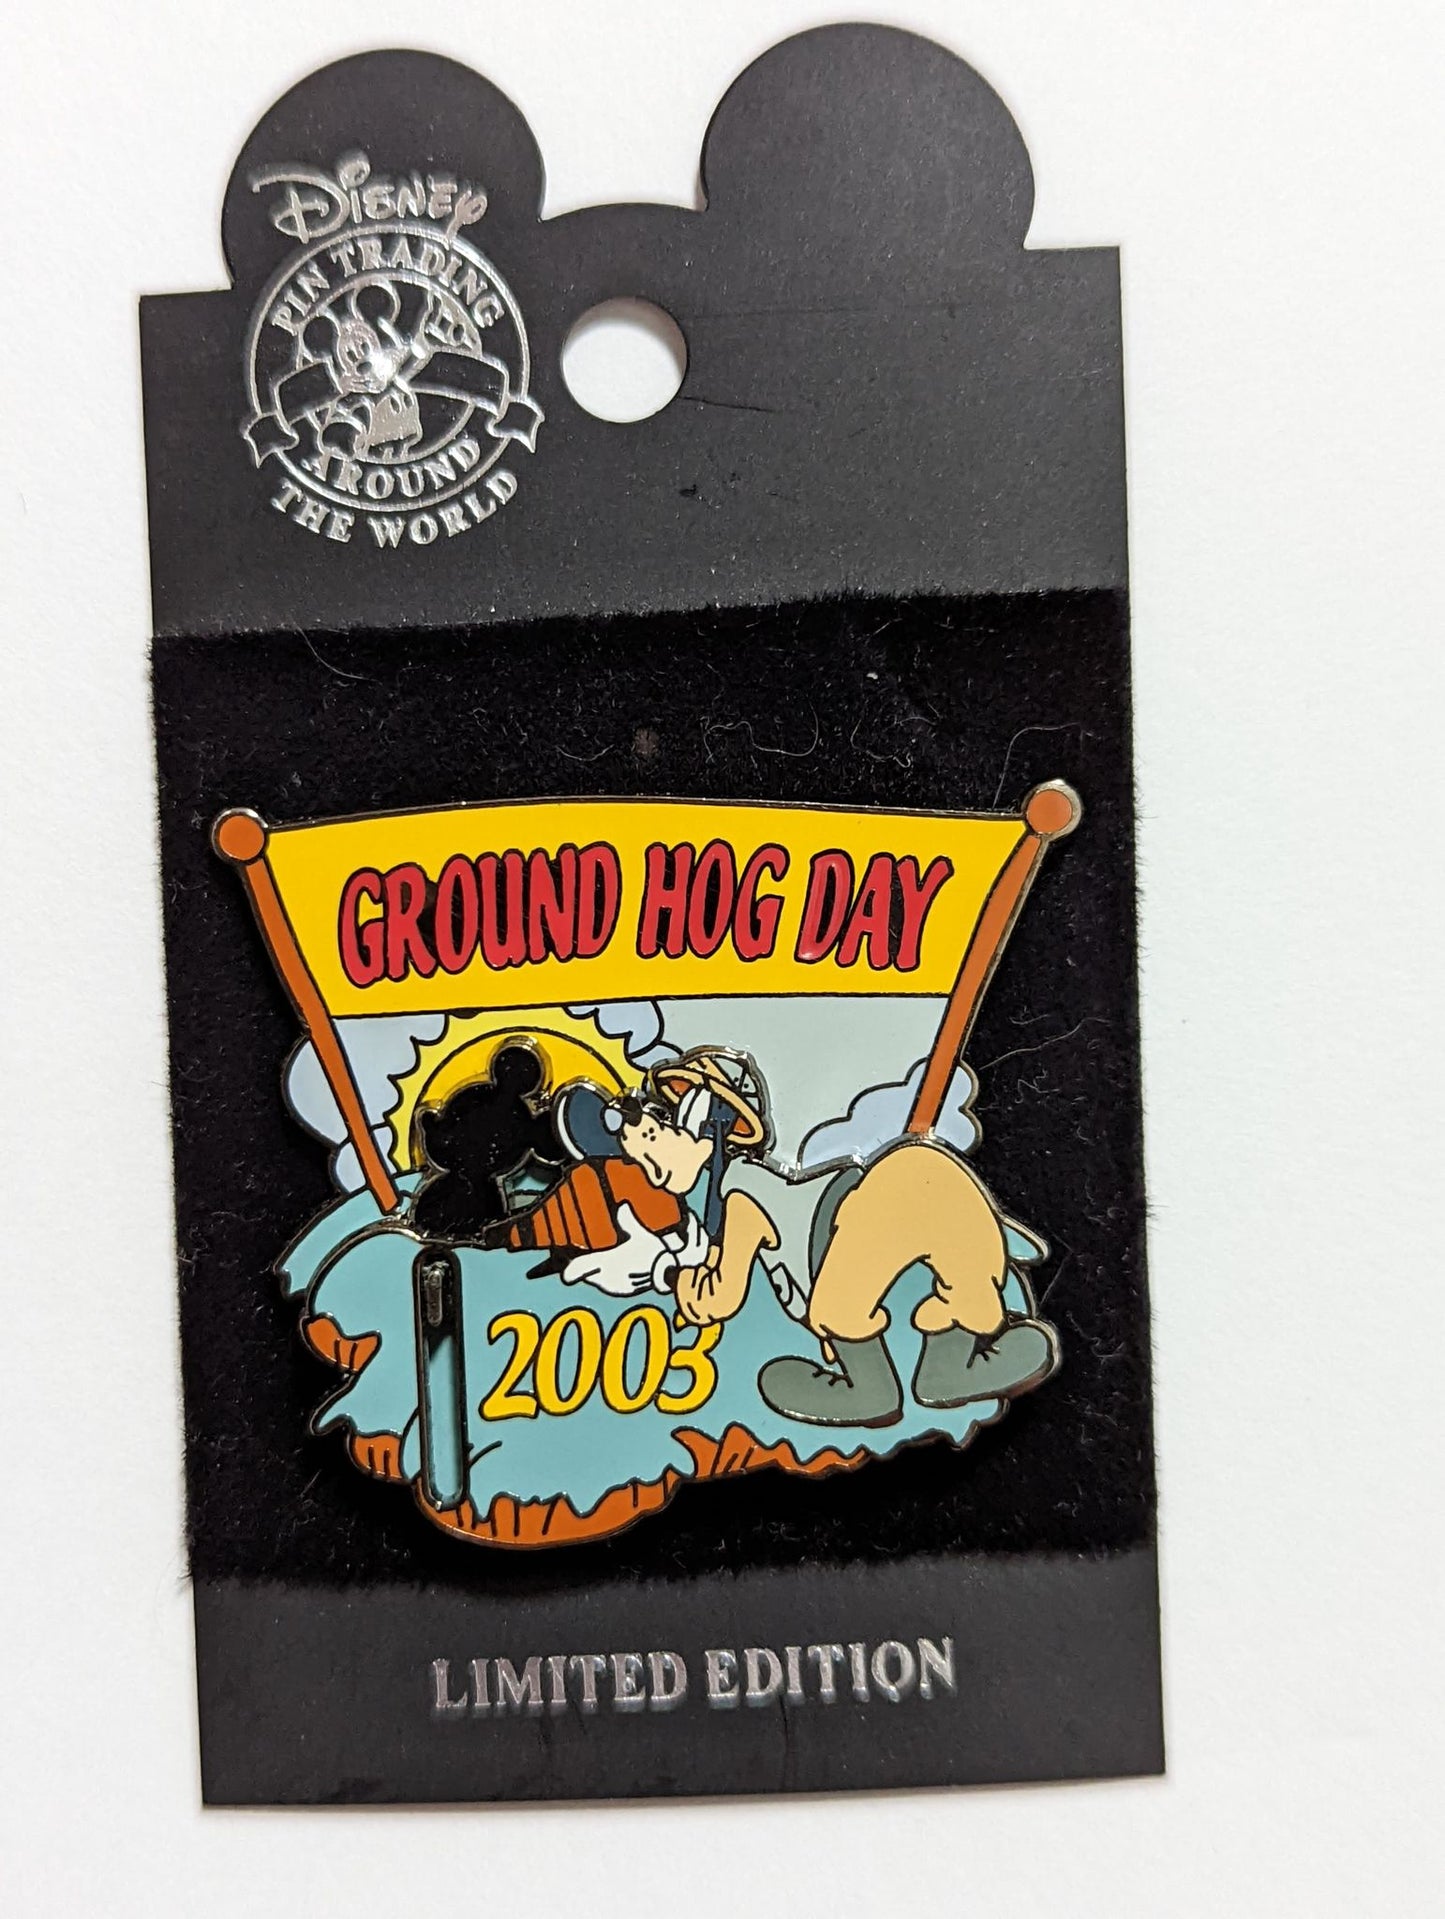 Disney
PIN TRADING
AROUND
THE WORLD
GROUND HOG DAY
2003
LIMITED EDITION